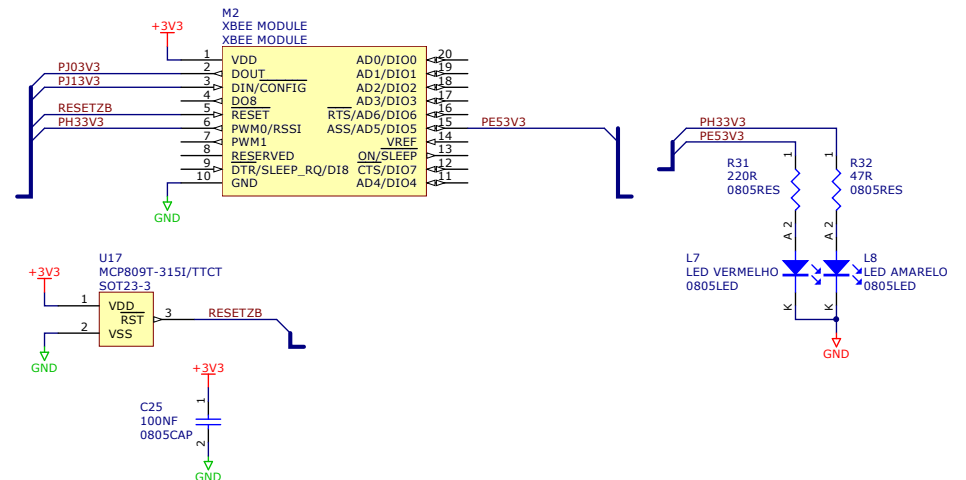 M2
XBEE MODULE
XBEE MODULE
+3V3
1 VDD AD0/DIO0 20
PJ03V3 2 DOUT AD1/DIO1 19
PJ13V3 3 DIN/CONFIG AD2/DIO2 18
4 DO8 AD3/DIO3 17
RESETZB 5 RESET RTS/AD6/DIO6 16
PH33V3 6 PWM0/RSSI ASS/AD5/DIO5 15 PE53V3
7 PWM1 VREF 14
8 RESERVED ON/SLEEP 13
9 DTR/SLEEP_RQ/DI8 CTS/DIO7 12
10 GND AD4/DIO4 11
GND
PH33V3
PE53V3
1
R31
220R
0805RES
2
A
1
R32
47R
0805RES
2
A
L7
LED VERMELHO
0805LED
K
L8
LED AMARELO
0805LED
K
GND
U17
MCP809T-315I/TTCT
SOT23-3
+3V3
1 VDD
RST 3 RESETZB
2 VSS
GND
+3V3
1
C25
100NF
0805CAP
2
GND